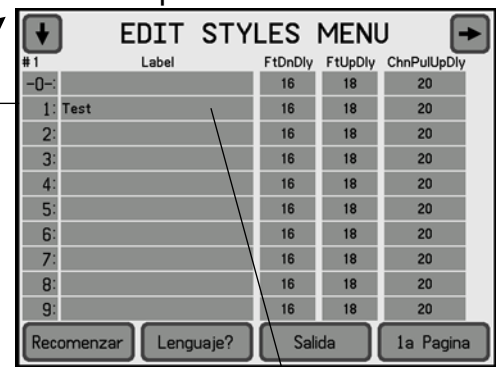 EDIT STYLES MENU
#1 Label FtDnDly FtUpDly ChnPulUpDly
-0-: 16 18 20
1: Test 16 18 20
2: 16 18 20
3: 16 18 20
4: 16 18 20
5: 16 18 20
6: 16 18 20
7: 16 18 20
8: 16 18 20
9: 16 18 20
Recomenzar Lenguaje? Salida 1a Pagina